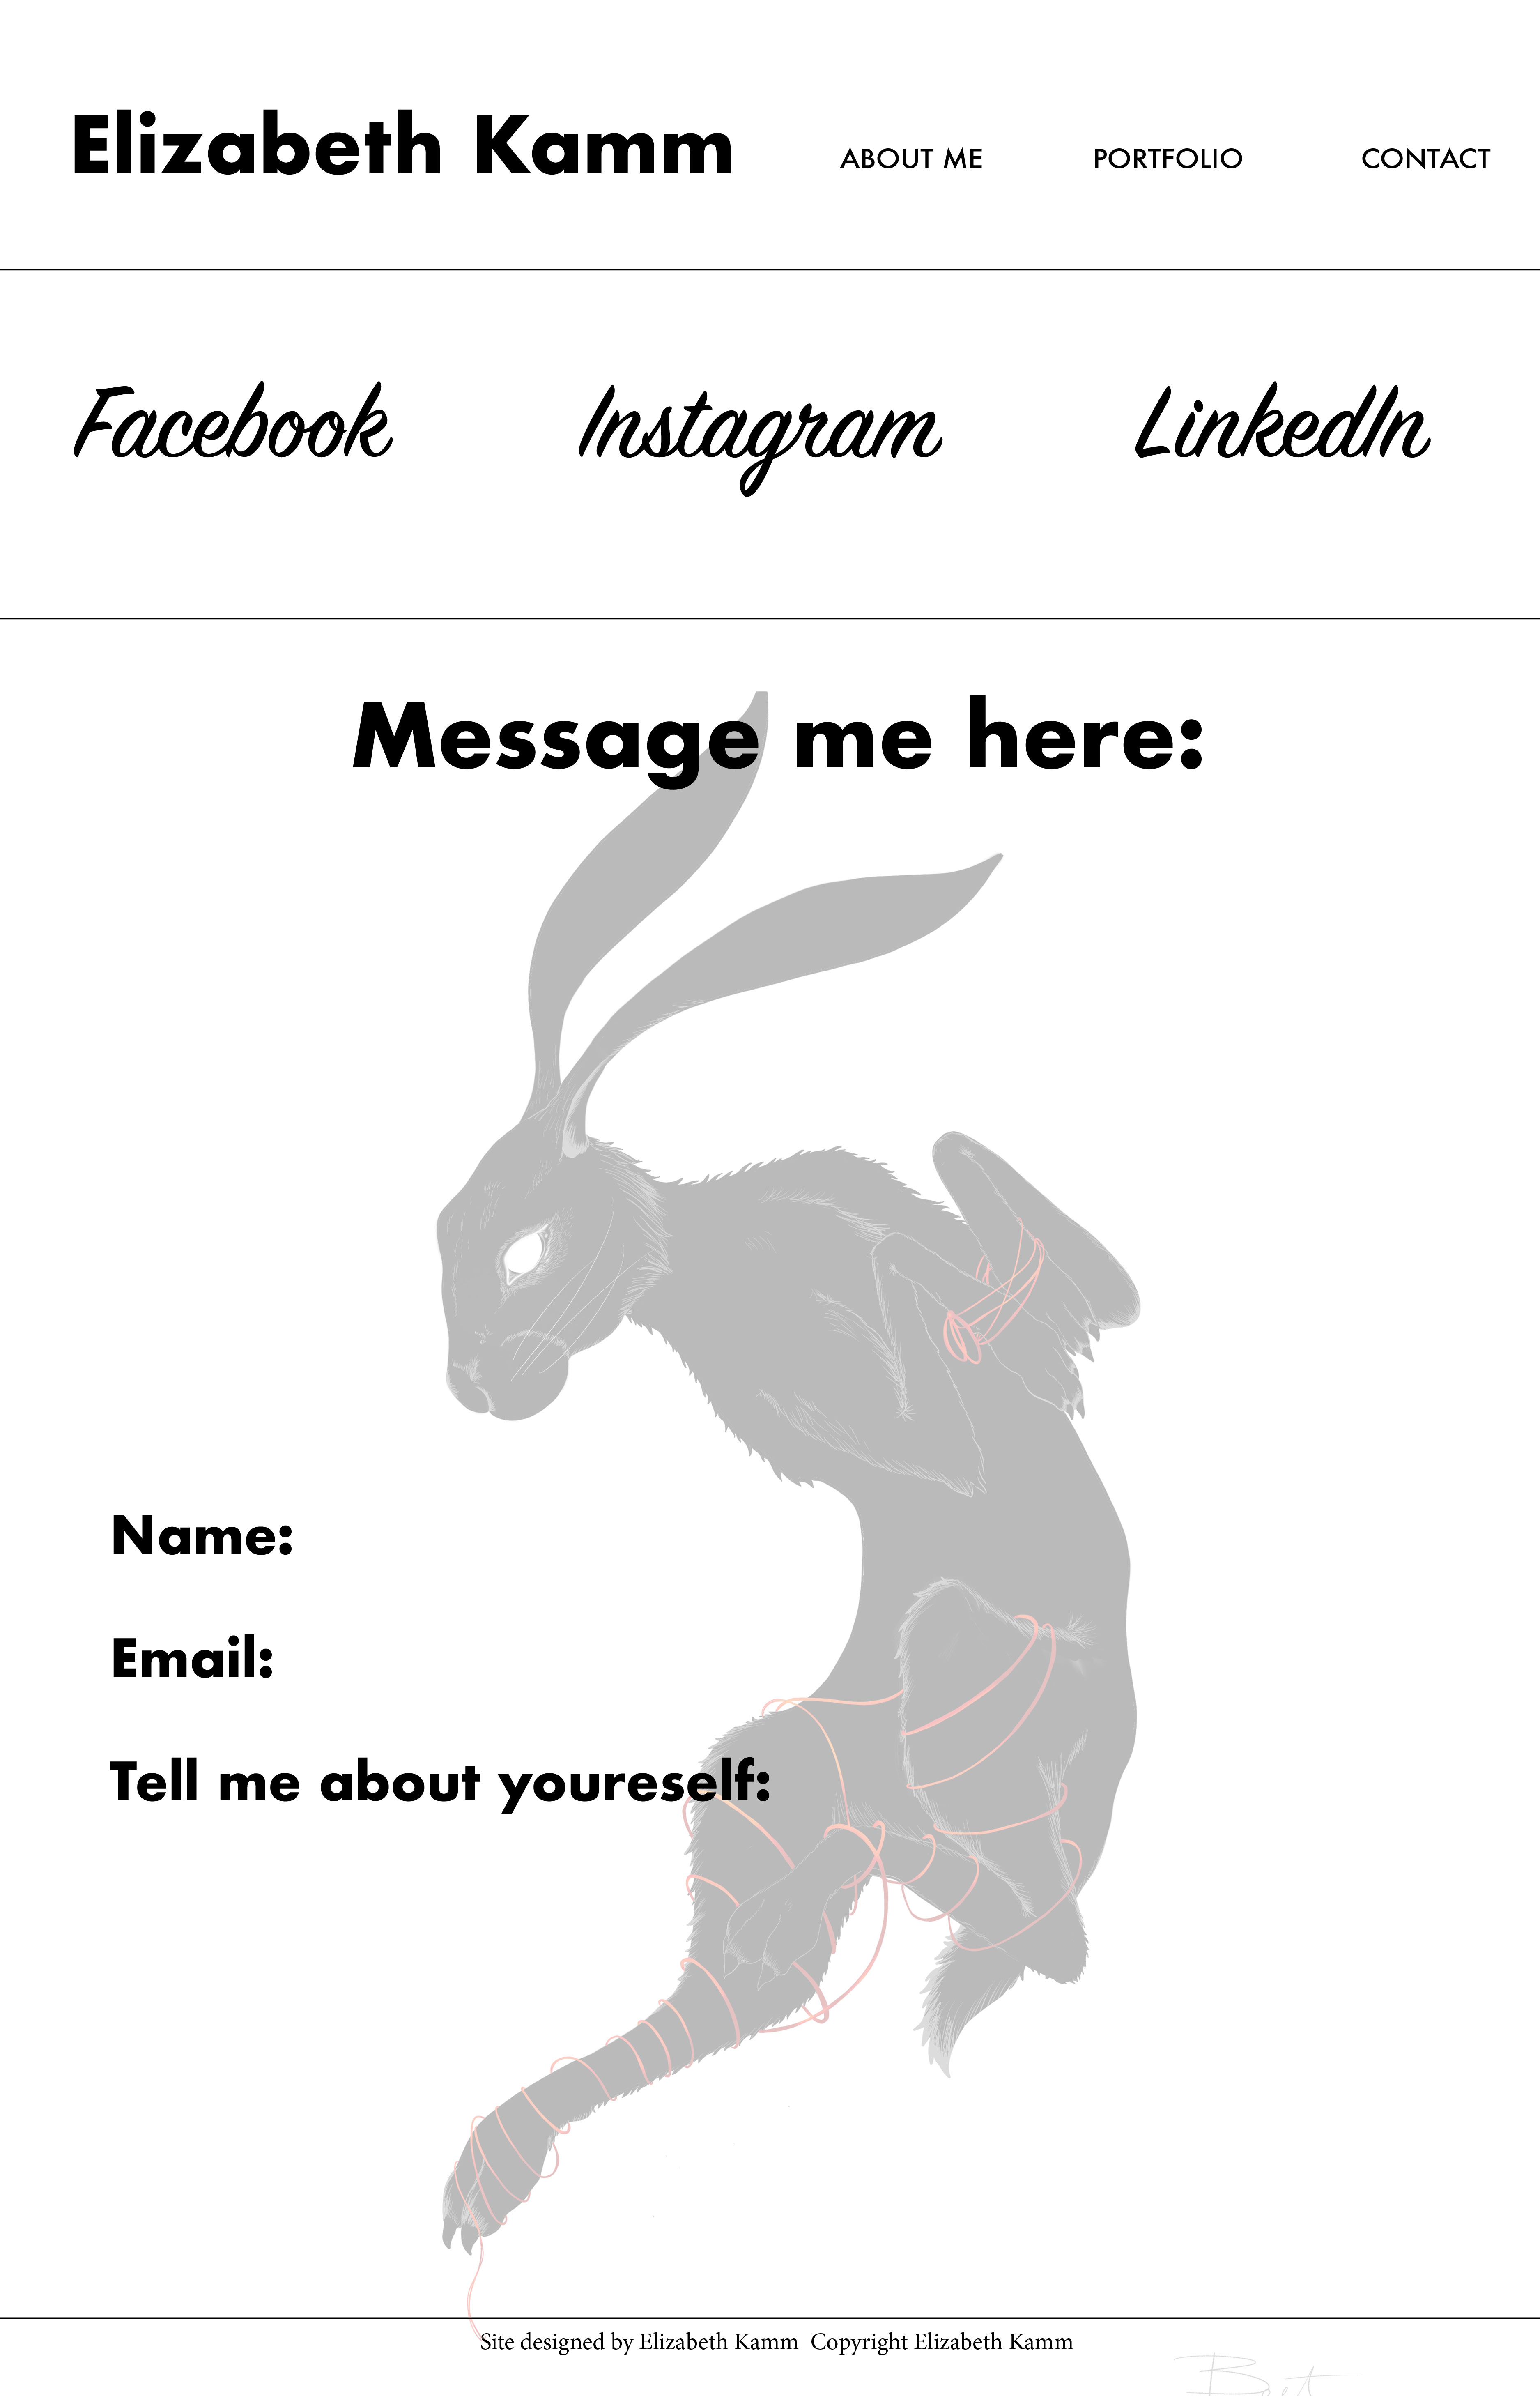 Elizabeth Kamm
ABOUT ME PORTFOLIO CONTACT
Facebook Instagram LinkedIn
Message me here:
Name:
Email:
Tell me about youreself:
Site designed by Elizabeth Kamm  Copyright Elizabeth Kamm